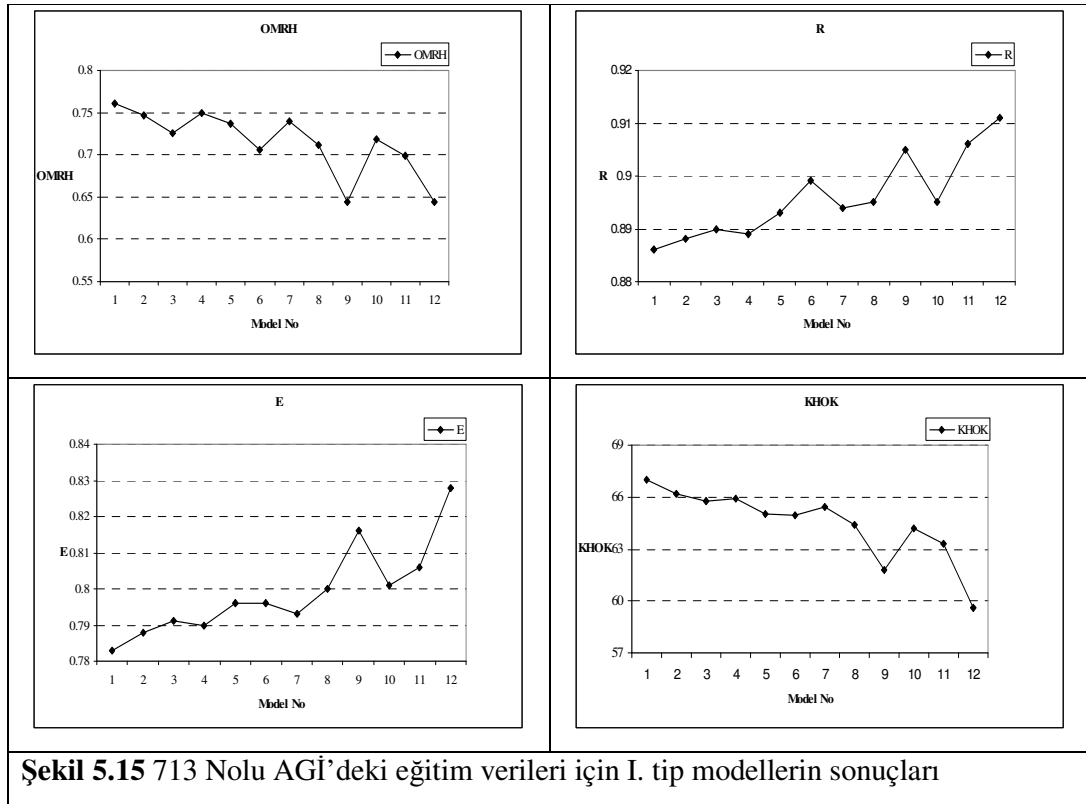 OMRH
OMRH
0.8
0.75
0.7
OMRH
0.65
0.6
0.55
1 2 3 4 5 6 7 8 9 10 11 12
Model No
R
R
0.92
0.91
0.9
R
0.89
0.88
1 2 3 4 5 6 7 8 9 10 11 12
Model No
E
E
0.84
0.83
0.82
0.81
E
0.8
0.79
0.78
1 2 3 4 5 6 7 8 9 10 11 12
Model No
KHOK
KHOK
69
66
63
KHOK
60
57
1 2 3 4 5 6 7 8 9 10 11 12
Model No
Şekil 5.15 713 Nolu AGİ’deki eğitim verileri için I. tip modellerin sonuçları